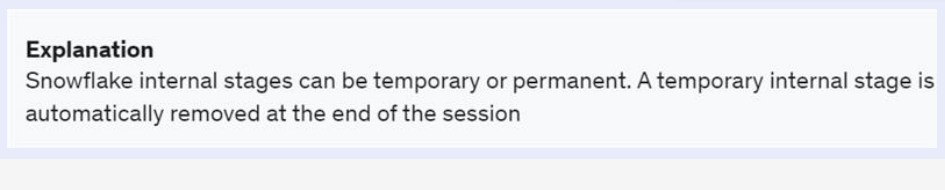 Explanation
Snowflake internal stages can be temporary or permanent. A temporary internal stage is
automatically removed at the end of the session